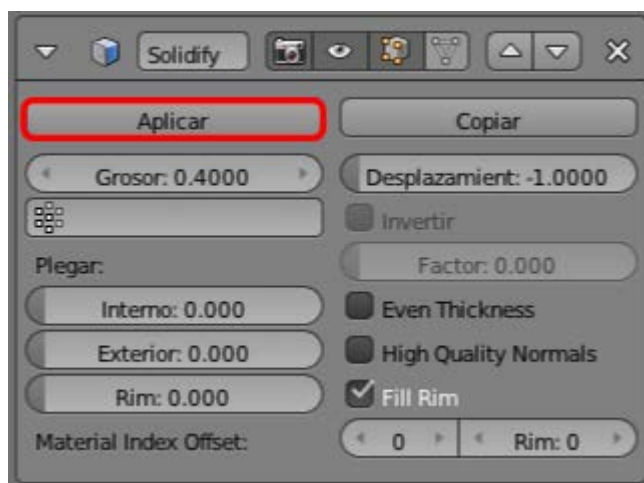 Solidify
Aplicar Copiar
Grosor: 0.4000 Desplazamient: -1.0000
Invertir
Plegar: Factor: 0.000
Interno: 0.000 Even Thickness
Exterior: 0.000 High Quality Normals
Rim: 0.000 Fill Rim
Material Index Offset: 0 Rim: 0